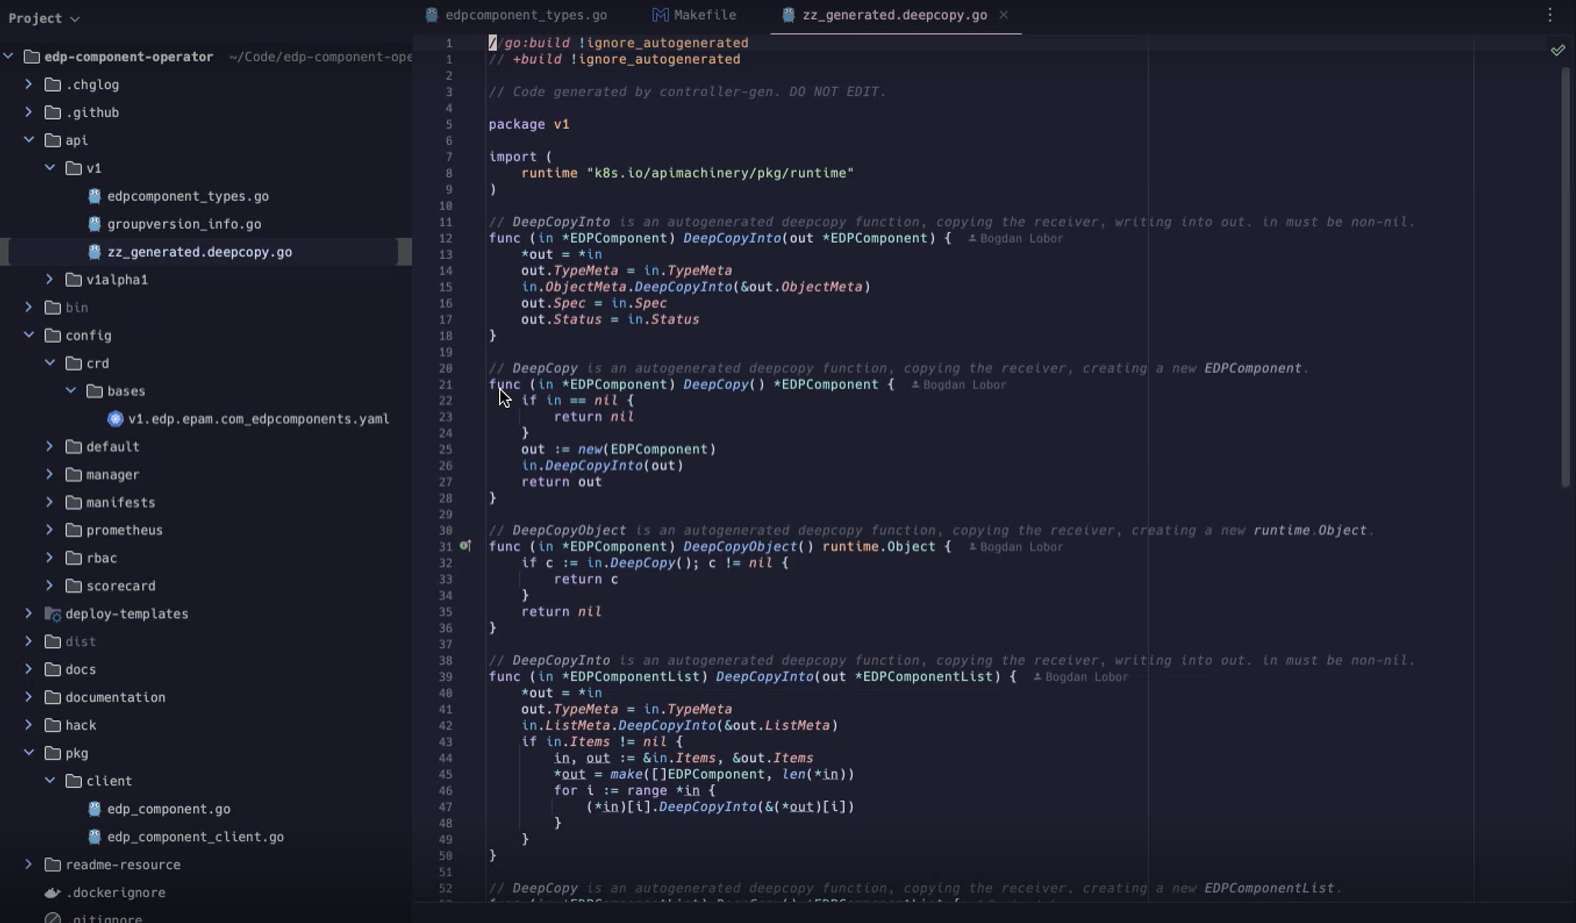 Project
edp-component-operator ~/Code/edp-component-ope
.chglog
.github
api
v1
edpcomponent_types.go
groupversion_info.go
zz_generated.deepcopy.go
v1alpha1
bin
config
crd
bases
v1.edp.epam.com_edpcomponents.yaml
default
manager
manifests
prometheus
rbac
scorecard
deploy-templates
dist
docs
documentation
hack
pkg
client
edp_component.go
edp_component_client.go
readme-resource
.dockerignore
.gitignore
edpcomponent_types.go Makefile zz_generated.deepcopy.go
1 //go:build !ignore_autogenerated
1 // +build !ignore_autogenerated
2
3 // Code generated by controller-gen. DO NOT EDIT.
4
5 package v1
6
7 import (
8 runtime "k8s.io/apimachinery/pkg/runtime"
9 )
10
11 // DeepCopyInto is an autogenerated deepcopy function, copying the receiver, writing into out. in must be non-nil.
12 func (in *EDPComponent) DeepCopyInto(out *EDPComponent) { Bogdan Lobor
13 *out = *in
14 out.TypeMeta = in.TypeMeta
15 in.ObjectMeta.DeepCopyInto(&out.ObjectMeta)
16 out.Spec = in.Spec
17 out.Status = in.Status
18 }
19
20 // DeepCopy is an autogenerated deepcopy function, copying the receiver, creating a new EDPComponent.
21 func (in *EDPComponent) DeepCopy() *EDPComponent { Bogdan Lobor
22 if in == nil {
23 return nil
24 }
25 out := new(EDPComponent)
26 in.DeepCopyInto(out)
27 return out
28 }
29
30 // DeepCopyObject is an autogenerated deepcopy function, copying the receiver, creating a new runtime.Object.
31 func (in *EDPComponent) DeepCopyObject() runtime.Object { Bogdan Lobor
32 if c := in.DeepCopy(); c != nil {
33 return c
34 }
35 return nil
36 }
37
38 // DeepCopyInto is an autogenerated deepcopy function, copying the receiver, writing into out. in must be non-nil.
39 func (in *EDPComponentList) DeepCopyInto(out *EDPComponentList) { Bogdan Lobor
40 *out = *in
41 out.TypeMeta = in.TypeMeta
42 in.ListMeta.DeepCopyInto(&out.ListMeta)
43 if in.Items != nil {
44 in, out := &in.Items, &out.Items
45 *out = make([]EDPComponent, len(*in))
46 for i := range *in {
47 (*in)[i].DeepCopyInto(&(*out)[i])
48 }
49 }
50 }
51
52 // DeepCopy is an autogenerated deepcopy function, copying the receiver, creating a new EDPComponentList.